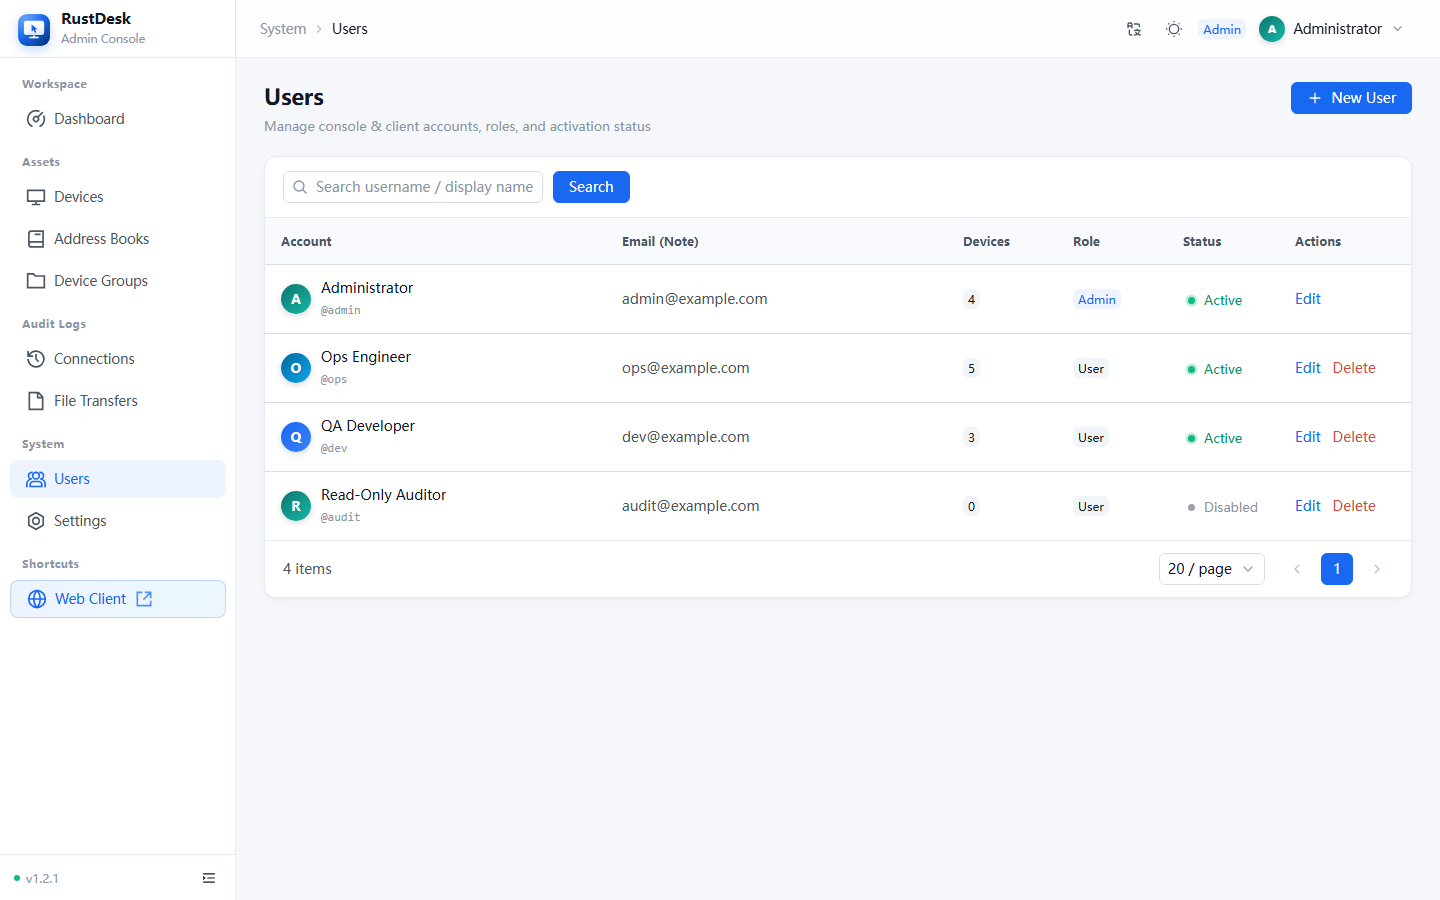 RustDesk
Admin Console
Workspace
Dashboard
Assets
Devices
Address Books
Device Groups
Audit Logs
Connections
File Transfers
System
Users
Settings
Shortcuts
Web Client
v1.2.1
System > Users
Admin A Administrator
Users
Manage console & client accounts, roles, and activation status
+ New User
Search username / display name Search
Account Email (Note) Devices Role Status Actions
A Administrator
@admin
admin@example.com 4 Admin Active Edit
O Ops Engineer
@ops
ops@example.com 5 User Active Edit Delete
Q QA Developer
@dev
dev@example.com 3 User Active Edit Delete
R Read-Only Auditor
@audit
audit@example.com 0 User Disabled Edit Delete
4 items 20 / page < 1 >